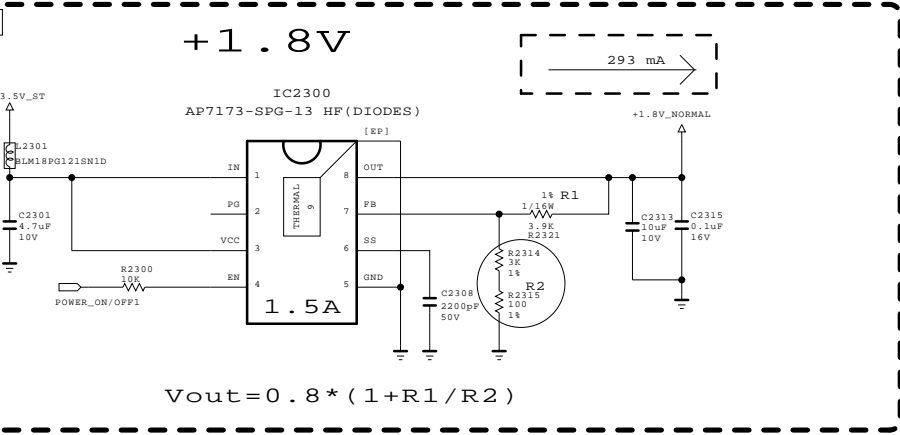 +1.8V
293 mA
3.5V_ST
IC2300
AP7173-SPG-13 HF(DIODES)
+1.8V_NORMAL
[EP]
L2301
BLM18PG121SN1D
IN
1
8
OUT
THERMAL
9
1%
R1
1/16W
3.9K
R2321
PG
2
7
FB
C2301
4.7uF
10V
C2313
10uF
10V
C2315
0.1uF
16V
VCC
3
6
SS
R2314
3K
1%
R2300
10K
EN
4
5
GND
R2
R2315
100
1%
POWER_ON/OFF1
1.5A
C2308
2200pF
50V
Vout=0.8*(1+R1/R2)